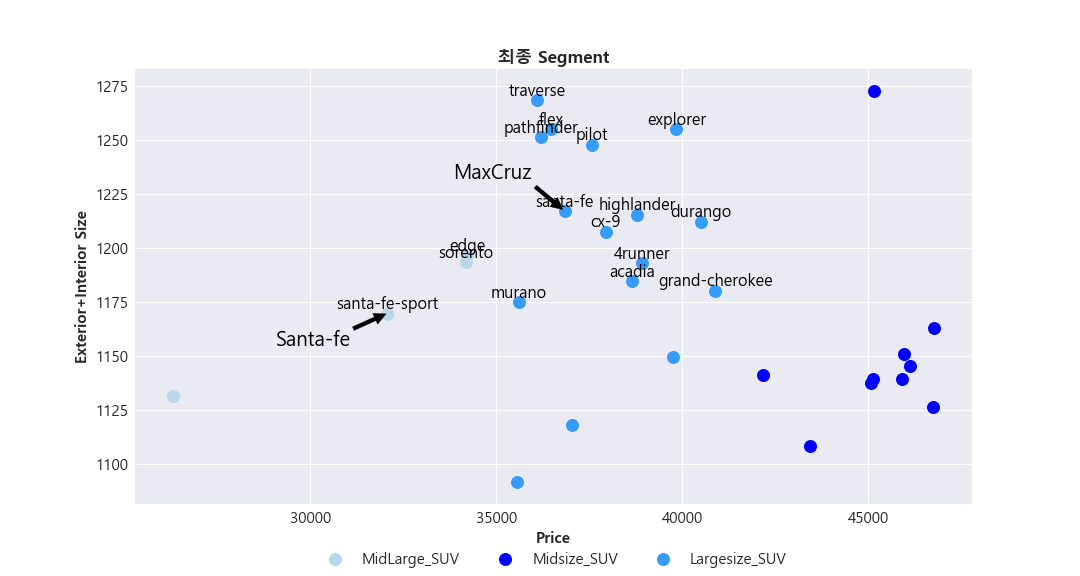 최종 Segment
Exterior+Interior Size
1275
1250
1225
1200
1175
1150
1125
1100
traverse
flex
pathfinder
pilot
explorer
MaxCruz
santa-fe
highlander
durango
cx-9
edge
sorento
4runner
acadia
grand-cherokee
murano
santa-fe-sport
Santa-fe
30000
35000
40000
45000
Price
MidLarge_SUV
Midsize_SUV
Largesize_SUV